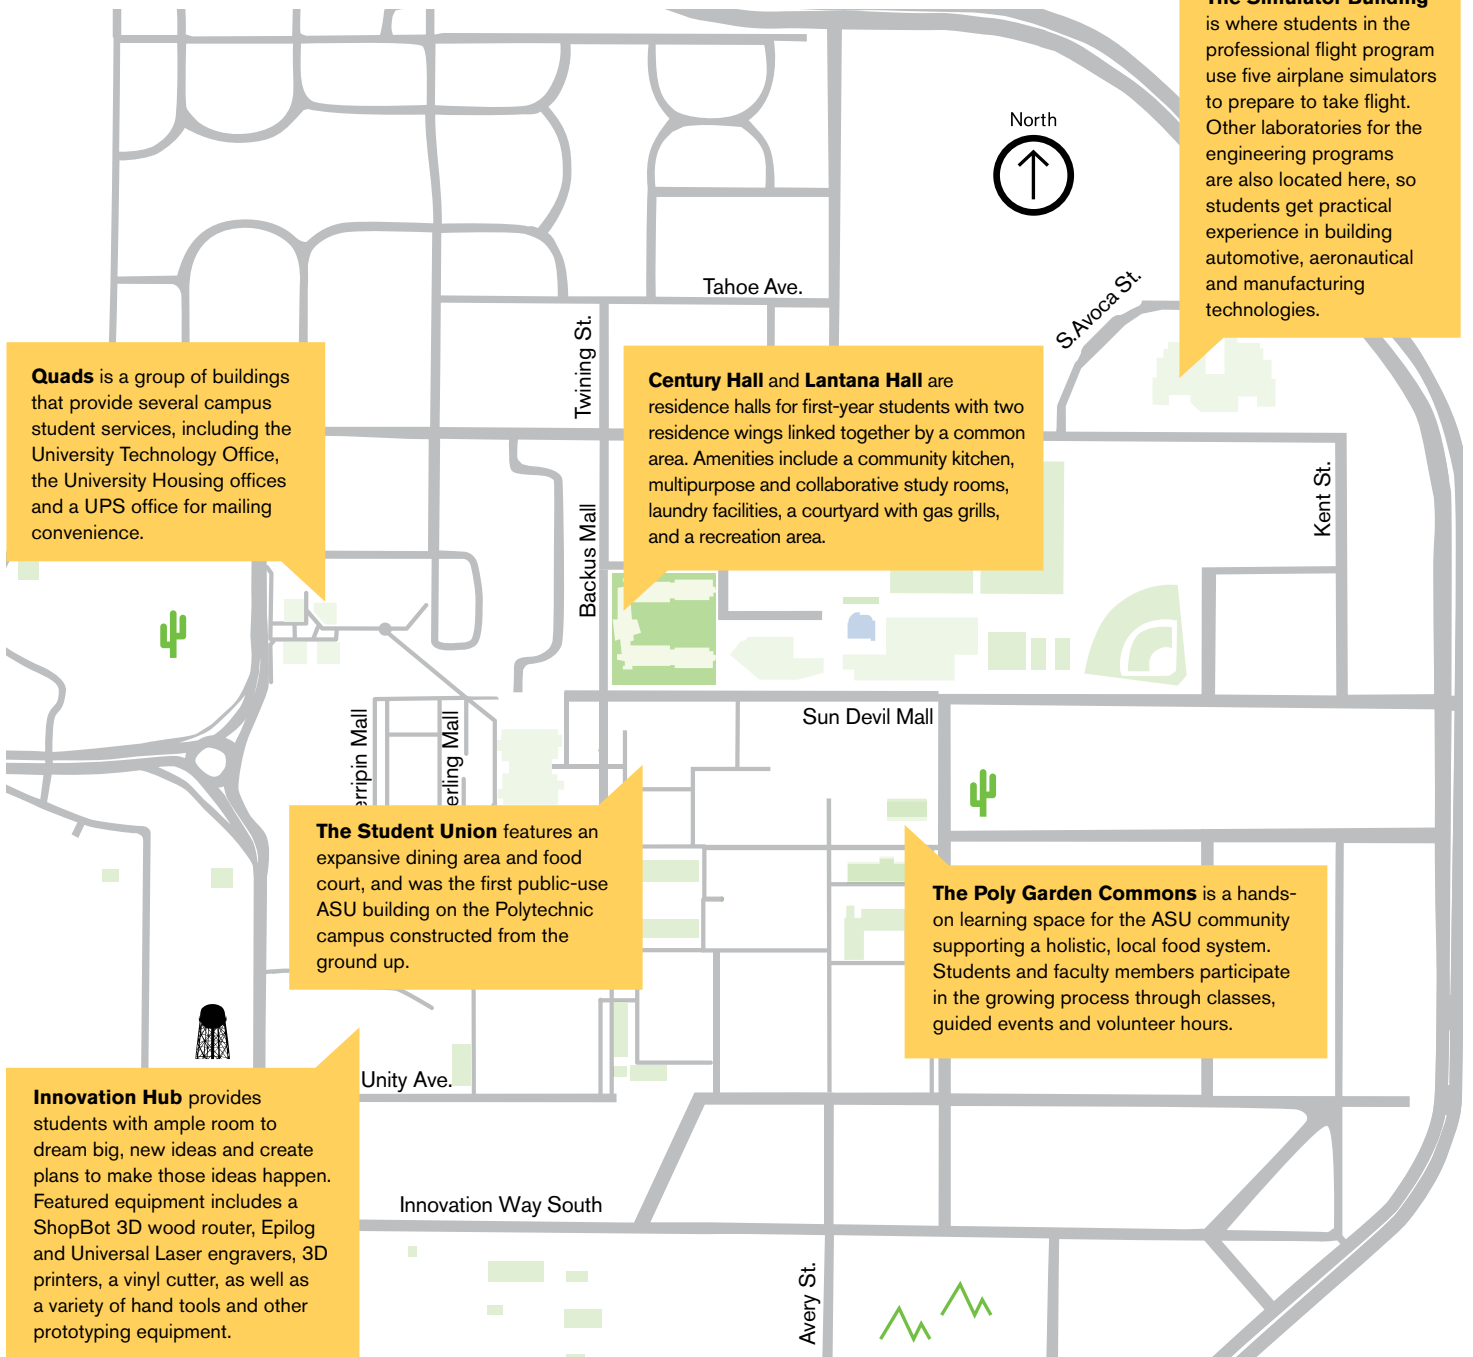 The Simulator Building
is where students in the
professional flight program
use five airplane simulators
to prepare to take flight.
Other laboratories for the
engineering programs
are also located here, so
students get practical
experience in building
automotive, aeronautical
and manufacturing
technologies.
North
Tahoe Ave.
S.Avoca St.
Twining St.
Quads is a group of buildings
that provide several campus
student services, including the
University Technology Office,
the University Housing offices
and a UPS office for mailing
convenience.
Century Hall and Lantana Hall are
residence halls for first-year students with two
residence wings linked together by a common
area. Amenities include a community kitchen,
multipurpose and collaborative study rooms,
laundry facilities, a courtyard with gas grills,
and a recreation area.
Kent St.
Backus Mall
Sun Devil Mall
erripin Mall
erling Mall
The Student Union features an
expansive dining area and food
court, and was the first public-use
ASU building on the Polytechnic
campus constructed from the
ground up.
The Poly Garden Commons is a hands-
on learning space for the ASU community
supporting a holistic, local food system.
Students and faculty members participate
in the growing process through classes,
guided events and volunteer hours.
Unity Ave.
Innovation Hub provides
students with ample room to
dream big, new ideas and create
plans to make those ideas happen.
Featured equipment includes a
ShopBot 3D wood router, Epilog
and Universal Laser engravers, 3D
printers, a vinyl cutter, as well as
a variety of hand tools and other
prototyping equipment.
Innovation Way South
Avery St.